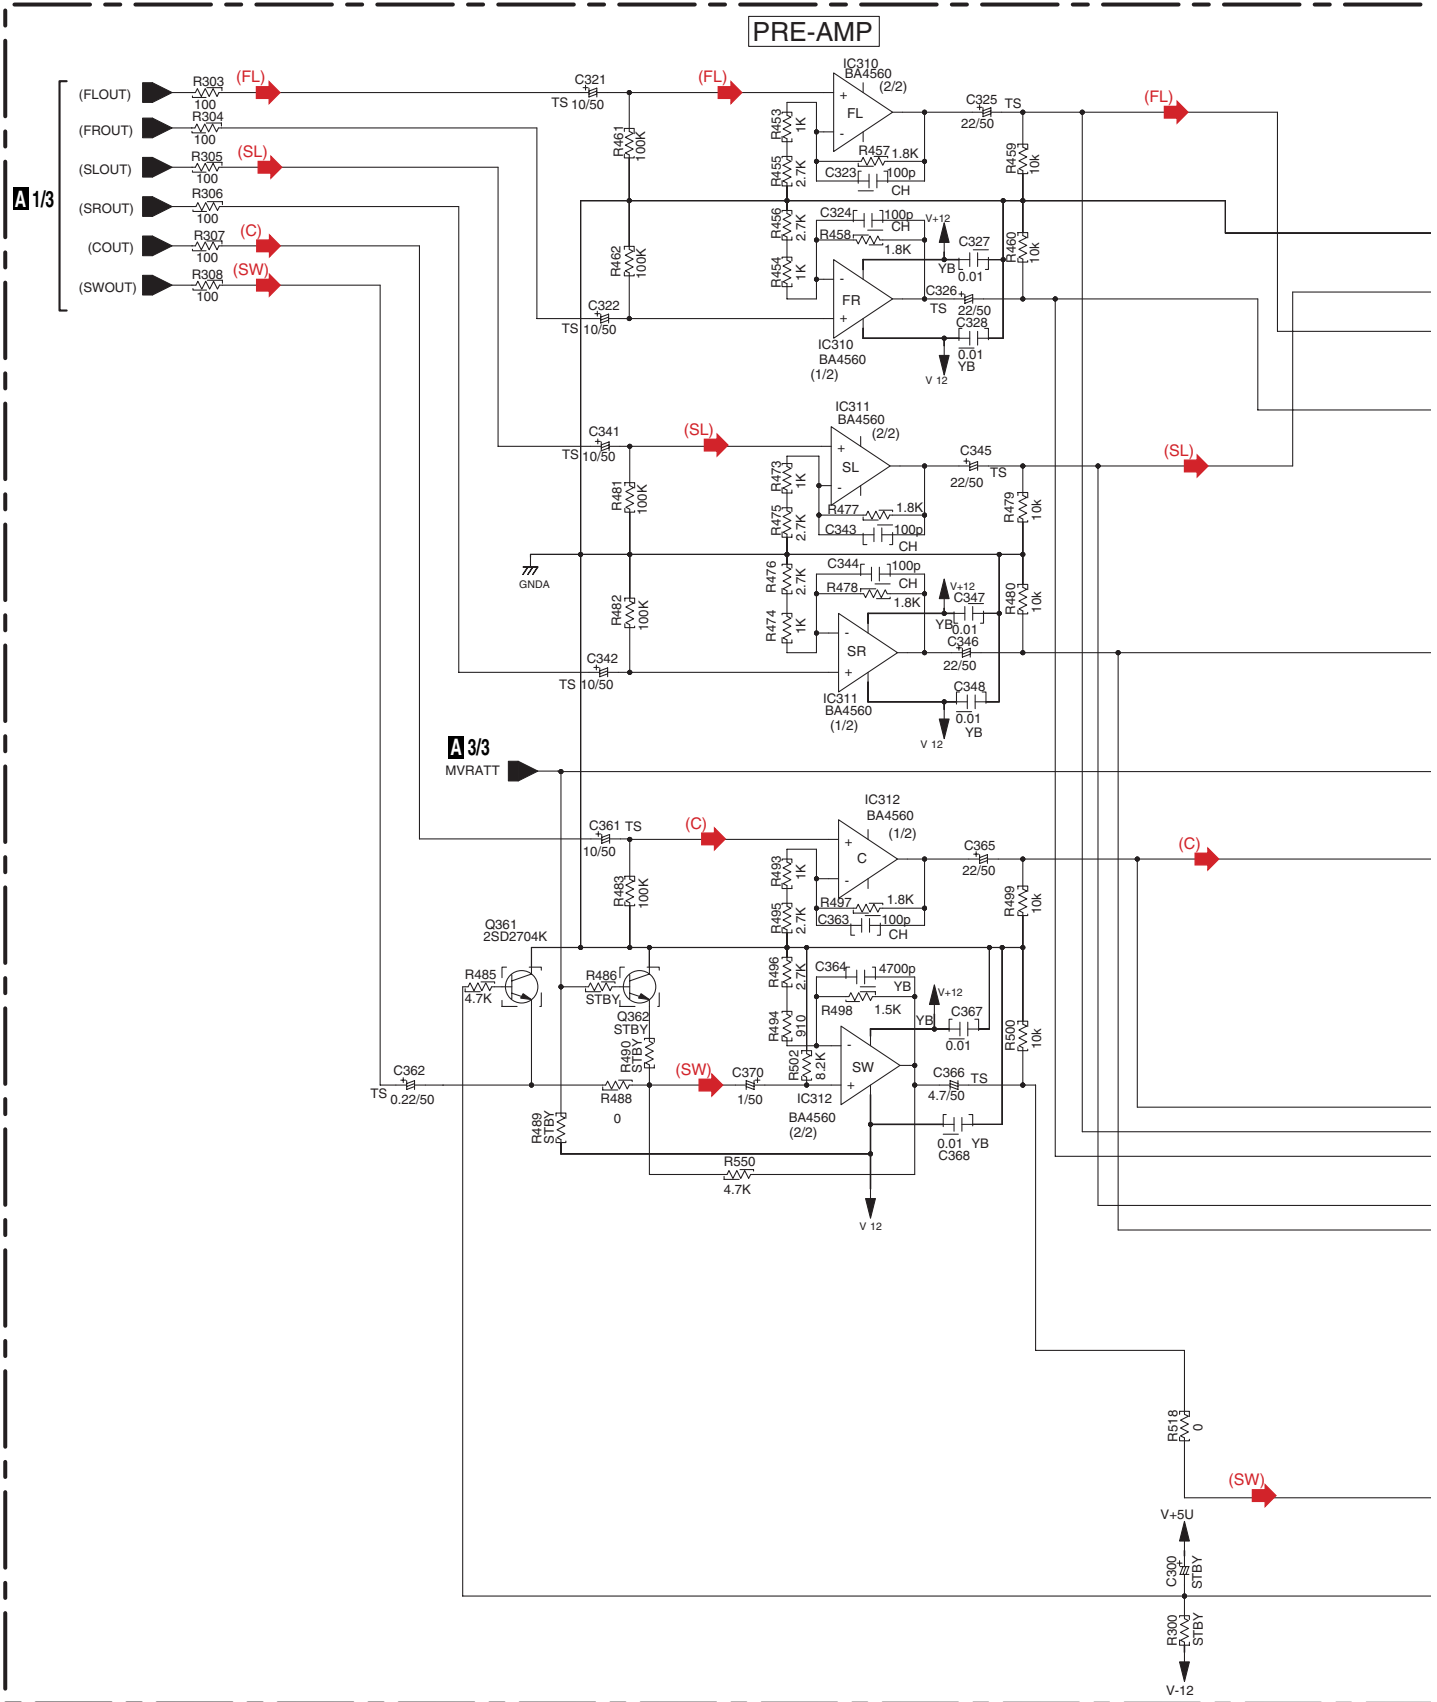 PRE-AMP
A 1/3
(FLOUT)
R303
100
(FL)
(FROUT)
R304
100
(SLOUT)
R305
100
(SL)
(SROUT)
R306
100
(COUT)
R307
100
(C)
(SWOUT)
R308
100
(SW)
C321
TS 10/50
(FL)
IC310
BA4560
(2/2)
+
FL
-
R461
100K
R453
1K
R455
2.7K
R457 1.8K
C323 100p
CH
C325 TS
22/50
R459
10k
(FL)
R456
2.7K
R454
1K
C324 100p
CH
R458
1.8K
V+12
C327
YB
0.01
R460
10k
R462
100K
C322
TS 10/50
-
FR
+
C326
TS 22/50
C328
0.01
YB
IC310
BA4560
(1/2)
V 12
C341
TS 10/50
(SL)
IC311
BA4560
(2/2)
+
SL
-
R481
100K
R473
1K
R475
2.7K
R477 1.8K
C343 100p
CH
C345
TS
22/50
R479
10k
(SL)
GNDA
R476
2.7K
R474
1K
C344 100p
CH
R478
1.8K
V+12
C347
YB
0.01
R480
10k
R482
100K
C342
TS 10/50
-
SR
+
C346
22/50
C348
0.01
YB
IC311
BA4560
(1/2)
V 12
A 3/3
MVRATT
C361 TS
10/50
(C)
IC312
BA4560
(1/2)
+
C
-
R483
100K
R493
1K
R495
2.7K
R497 1.8K
C363 100p
CH
C365
22/50
R499
10k
(C)
Q361
2SD2704K
R485
4.7K
R486
STBY
Q362
STBY
R490
STBY
R496
2.7K
R494
910
C364 4700p
YB
R498 1.5K
V+12
C367
YB
0.01
R500
10k
C362
TS 0.22/50
R488
0
(SW)
C370
1/50
R502
8.2K
-
SW
+
IC312
BA4560
(2/2)
C366 TS
4.7/50
0.01 YB
C368
R489
STBY
R550
4.7K
V 12
R518
0
(SW)
V+5U
C300
STBY
R300
STBY
V-12